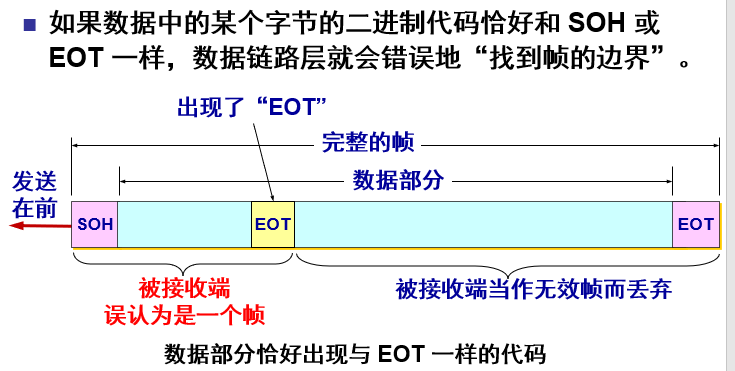 如果数据中的某个字节的二进制代码恰好和 SOH 或
EOT 一样，数据链路层就会错误地“找到帧的边界”。
出现了“EOT”
完整的帧
数据部分
发送
在前
SOH
EOT
EOT
被接收端
误认为是一个帧
被接收端当作无效帧而丢弃
数据部分恰好出现与 EOT 一样的代码